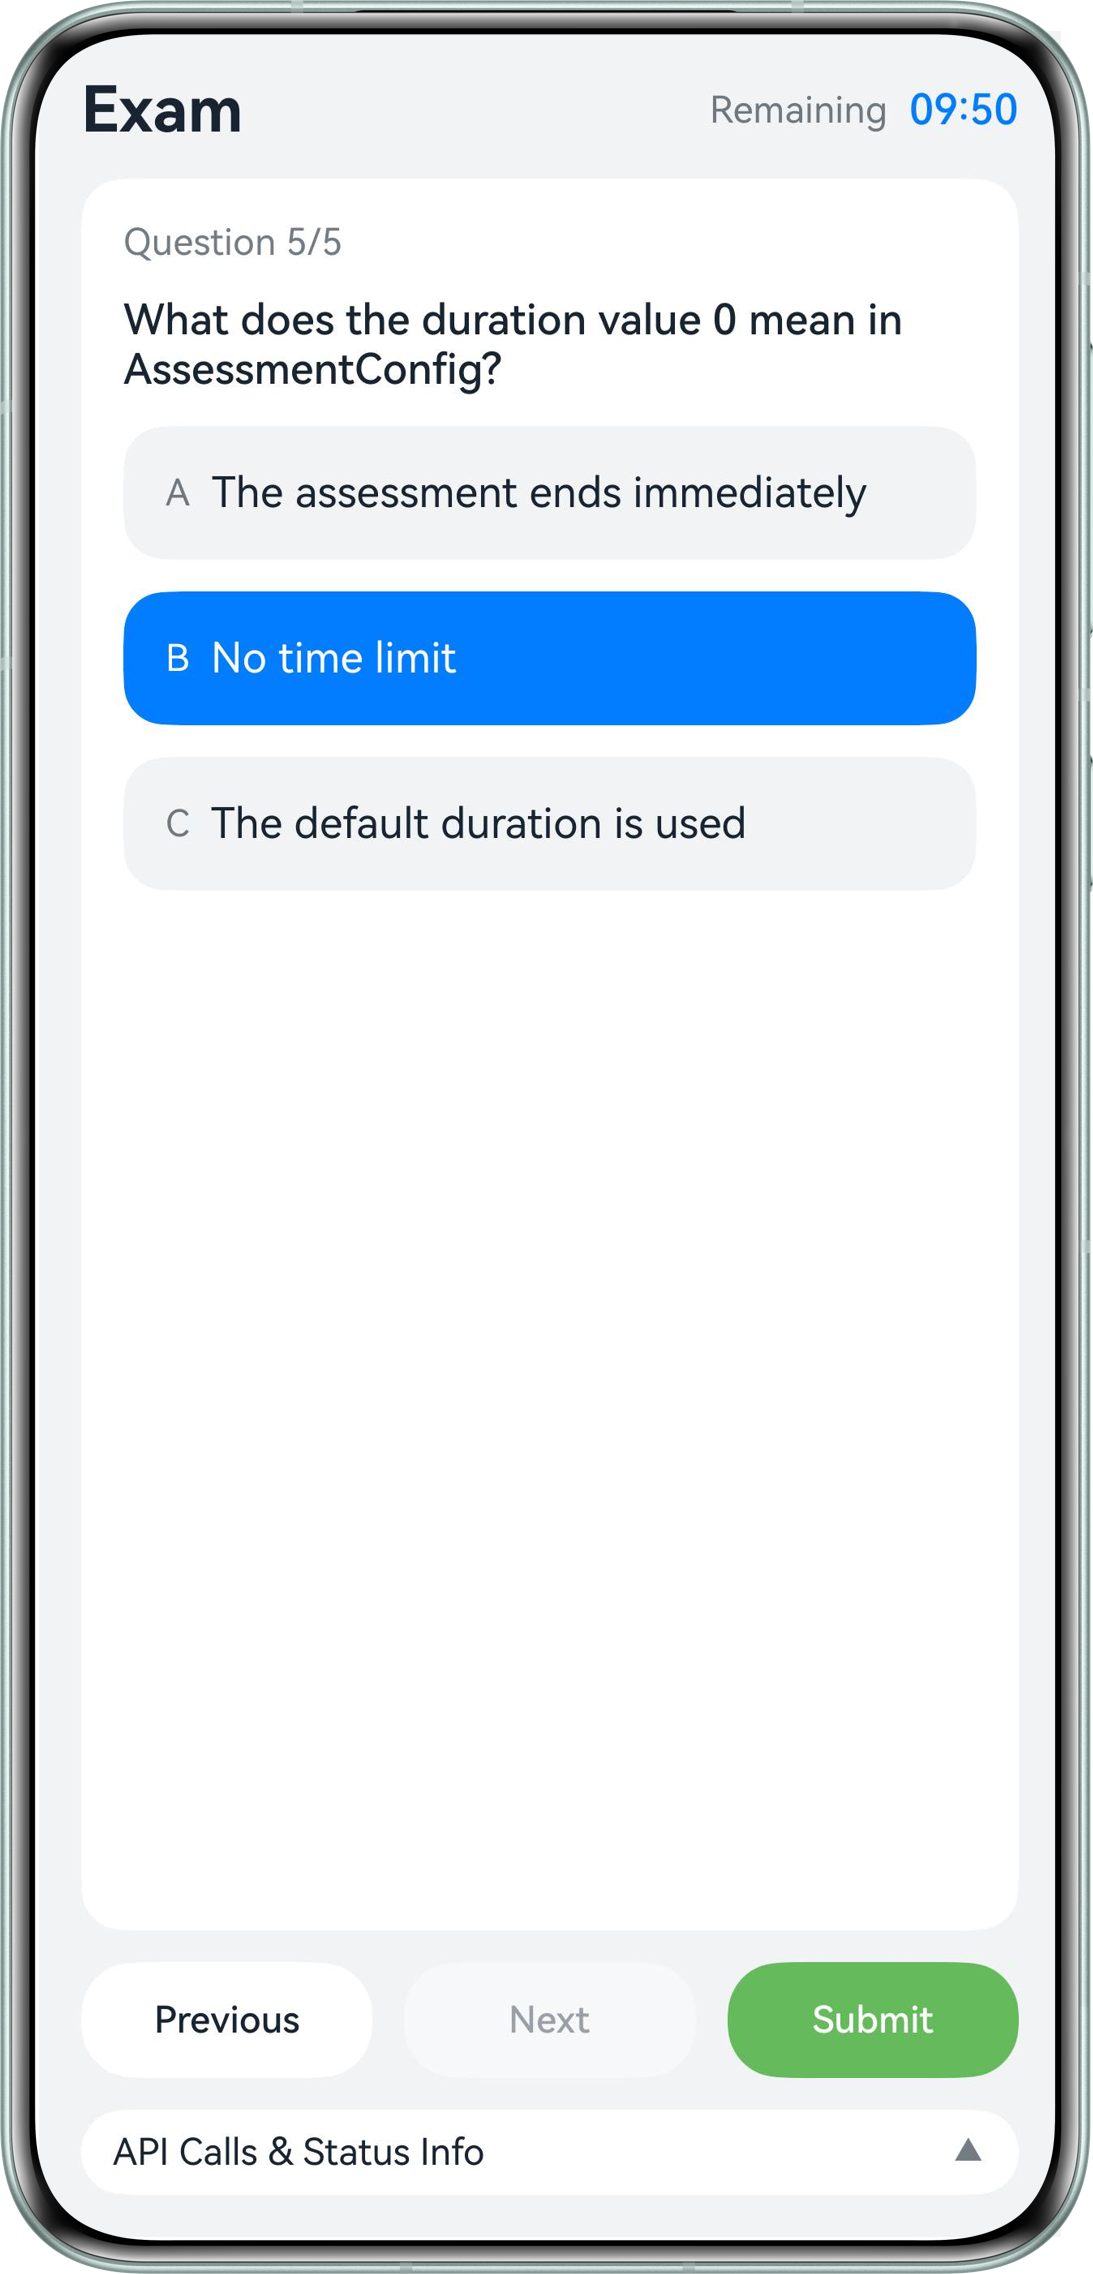 Exam
Remaining 09:50
Question 5/5
What does the duration value 0 mean in
AssessmentConfig?
A The assessment ends immediately
B No time limit
C The default duration is used
Previous
Next
Submit
API Calls & Status Info